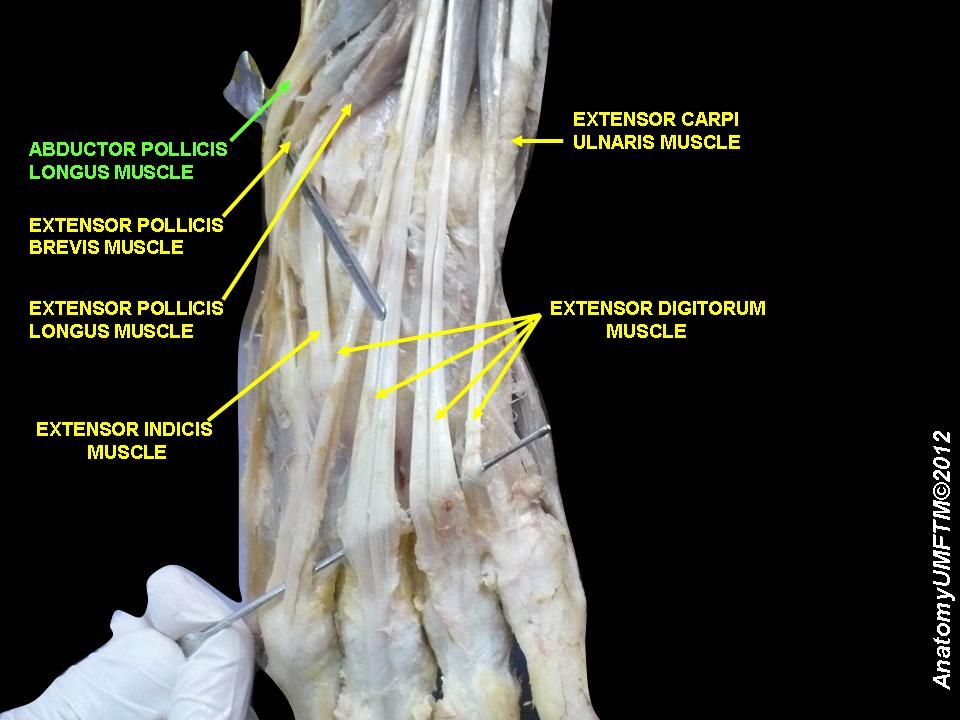 ABDUCTOR POLLICIS
LONGUS MUSCLE
EXTENSOR POLLICIS
BREVIS MUSCLE
EXTENSOR POLLICIS
LONGUS MUSCLE
EXTENSOR INDICIS
MUSCLE
EXTENSOR CARPI
ULNARIS MUSCLE
EXTENSOR DIGITORUM
MUSCLE
AnatomyUMFTM©2012